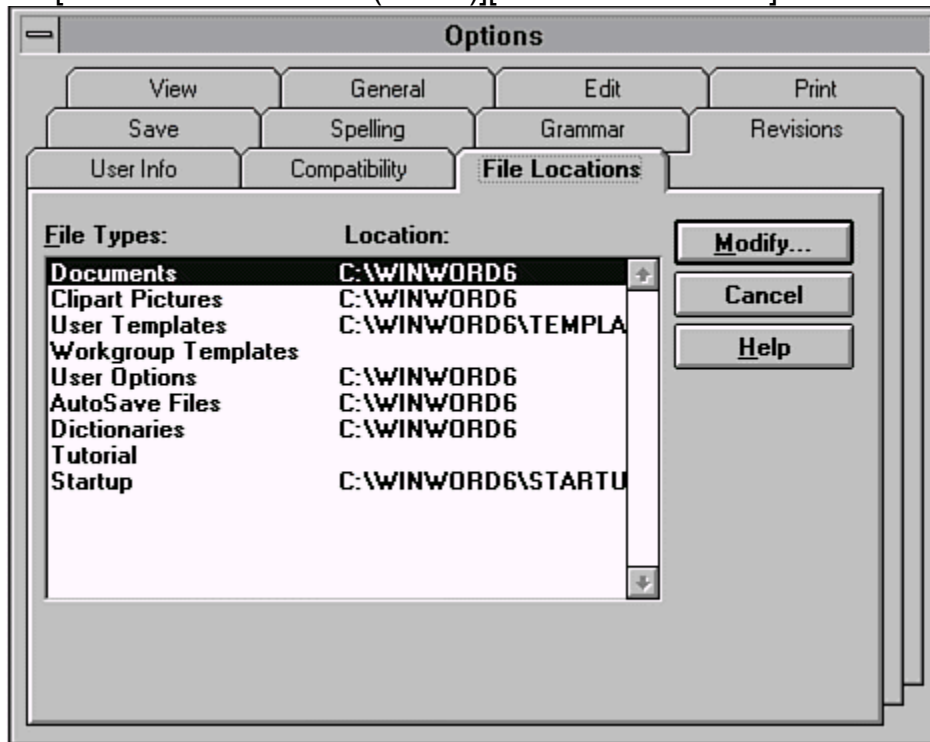 Options
View General Edit Print
Save Spelling Grammar Revisions
User Info Compatibility File Locations
File Types: Location: Modify...
Documents C:\WINWORD6
Clipart Pictures C:\WINWORD6 Cancel
User Templates C:\WINWORD6\TEMPLA
Workgroup Templates Help
User Options C:\WINWORD6
AutoSave Files C:\WINWORD6
Dictionaries C:\WINWORD6
Tutorial
Startup C:\WINWORD6\STARTU